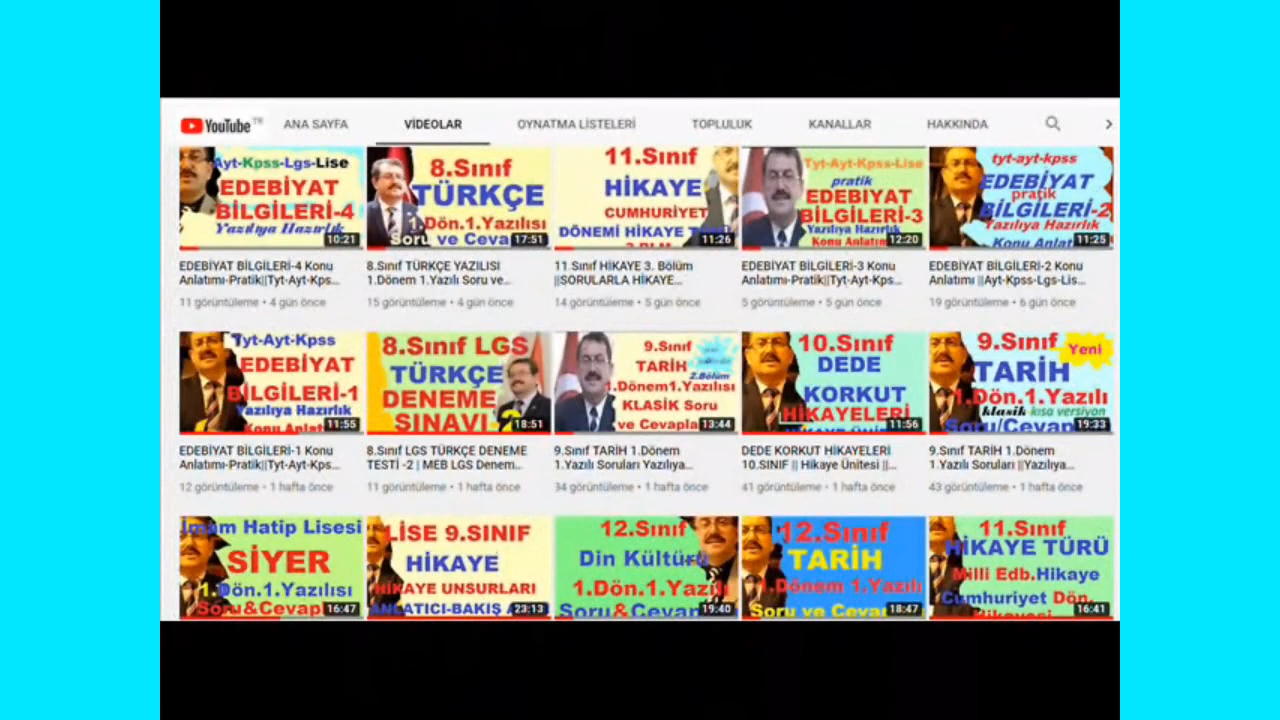 YouTube TR ANA SAYFA VİDEOLAR OYNATMA LİSTELERİ TOPLULUK KANALLAR HAKKINDA
Ayt-Kpss-Lgs-Lise
EDEBİYAT
BİLGİLERİ-4
Yazılıya Hazırlık
10:21
8.Sınıf
TÜRKÇE
1.Dön.1.Yazılısı
Soru ve Ceva
17:51
11.Sınıf
HİKAYE
CUMHURİYET
DÖNEMİ HİKAYE
11:26
Tyt-Ayt-Kpss-Lise
pratik
EDEBİYAT
BİLGİLERİ-3
Yazılıya Hazırlık
Konu Anlatım
12:20
tyt-ayt-kpss
EDEBİYAT
pratik
BİLGİLERİ-2
Yazılıya Hazırlık
Konu Anlat
11:25
EDEBİYAT BİLGİLERİ-4 Konu
Anlatımı-Pratik||Tyt-Ayt-Kps...
11 görüntüleme • 4 gün önce
8.Sınıf TÜRKÇE YAZILISI
1.Dönem 1.Yazılı Soru ve...
15 görüntüleme • 4 gün önce
11.Sınıf HİKAYE 3. Bölüm
||SORULARLA HİKAYE...
14 görüntüleme • 5 gün önce
EDEBİYAT BİLGİLERİ-3 Konu
Anlatımı-Pratik||Tyt-Ayt-Kps...
5 görüntüleme • 5 gün önce
EDEBİYAT BİLGİLERİ-2 Konu
Anlatımı ||Ayt-Kpss-Lgs-Lis...
19 görüntüleme • 6 gün önce
Tyt-Ayt-Kpss
EDEBİYAT
BİLGİLERİ-1
Yazılıya Hazırlık
Konu Anlat
11:55
8.Sınıf LGS
TÜRKÇE
DENEME
SINAVI-2
18:51
9.Sınıf
TARİH
2.Bölüm
1.Dönem1.Yazılısı
KLASİK Soru
ve Cevapla
13:44
10.Sınıf
DEDE
KORKUT
HİKAYELERİ
11:56
9.Sınıf
Yeni
TARİH
1.Dön.1.Yazılı
klasik kısa versiyon
Soru/Cevap
19:33
EDEBİYAT BİLGİLERİ-1 Konu
Anlatımı-Pratik||Tyt-Ayt-Kps...
12 görüntüleme • 1 hafta önce
8.Sınıf LGS TÜRKÇE DENEME
TESTİ -2 | MEB LGS Denem...
11 görüntüleme • 1 hafta önce
9.Sınıf TARİH 1.Dönem
1.Yazılı Soruları Yazılıya...
34 görüntüleme • 1 hafta önce
DEDE KORKUT HİKAYELERİ
10.SINIF || Hikaye Ünitesi ||...
41 görüntüleme • 1 hafta önce
9.Sınıf TARİH 1.Dönem
1.Yazılı Soruları ||Yazılıya...
43 görüntüleme • 1 hafta önce
İmam Hatip Lisesi
SİYER
1.Dön.1.Yazılısı
Soru&Cevap
16:47
LİSE 9.SINIF
HİKAYE
HİKAYE UNSURLARI
ANLATICI-BAKIŞ A
23:13
12.Sınıf
Din Kültürü
1.Dön.1.Yazılı
Soru&Cevap
19:40
12.Sınıf
TARİH
1.Dönem 1.Yazılı
Soru ve Ceva
18:47
11.Sınıf
HİKAYE TÜRÜ
Milli Edb.Hikaye
Cumhuriyet Dön.
Hikayesi
16:41